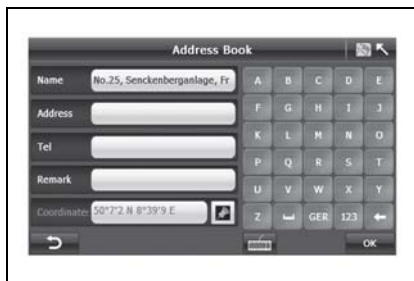 Address Book
Name No.25, Senckenberganlage, Fr A B C D E
Address F G H I J
K L M N O
Tel P Q R S T
Remark U V W X Y
Coordinate 50°7'2 N 8°39'9 E Z GER 123
OK